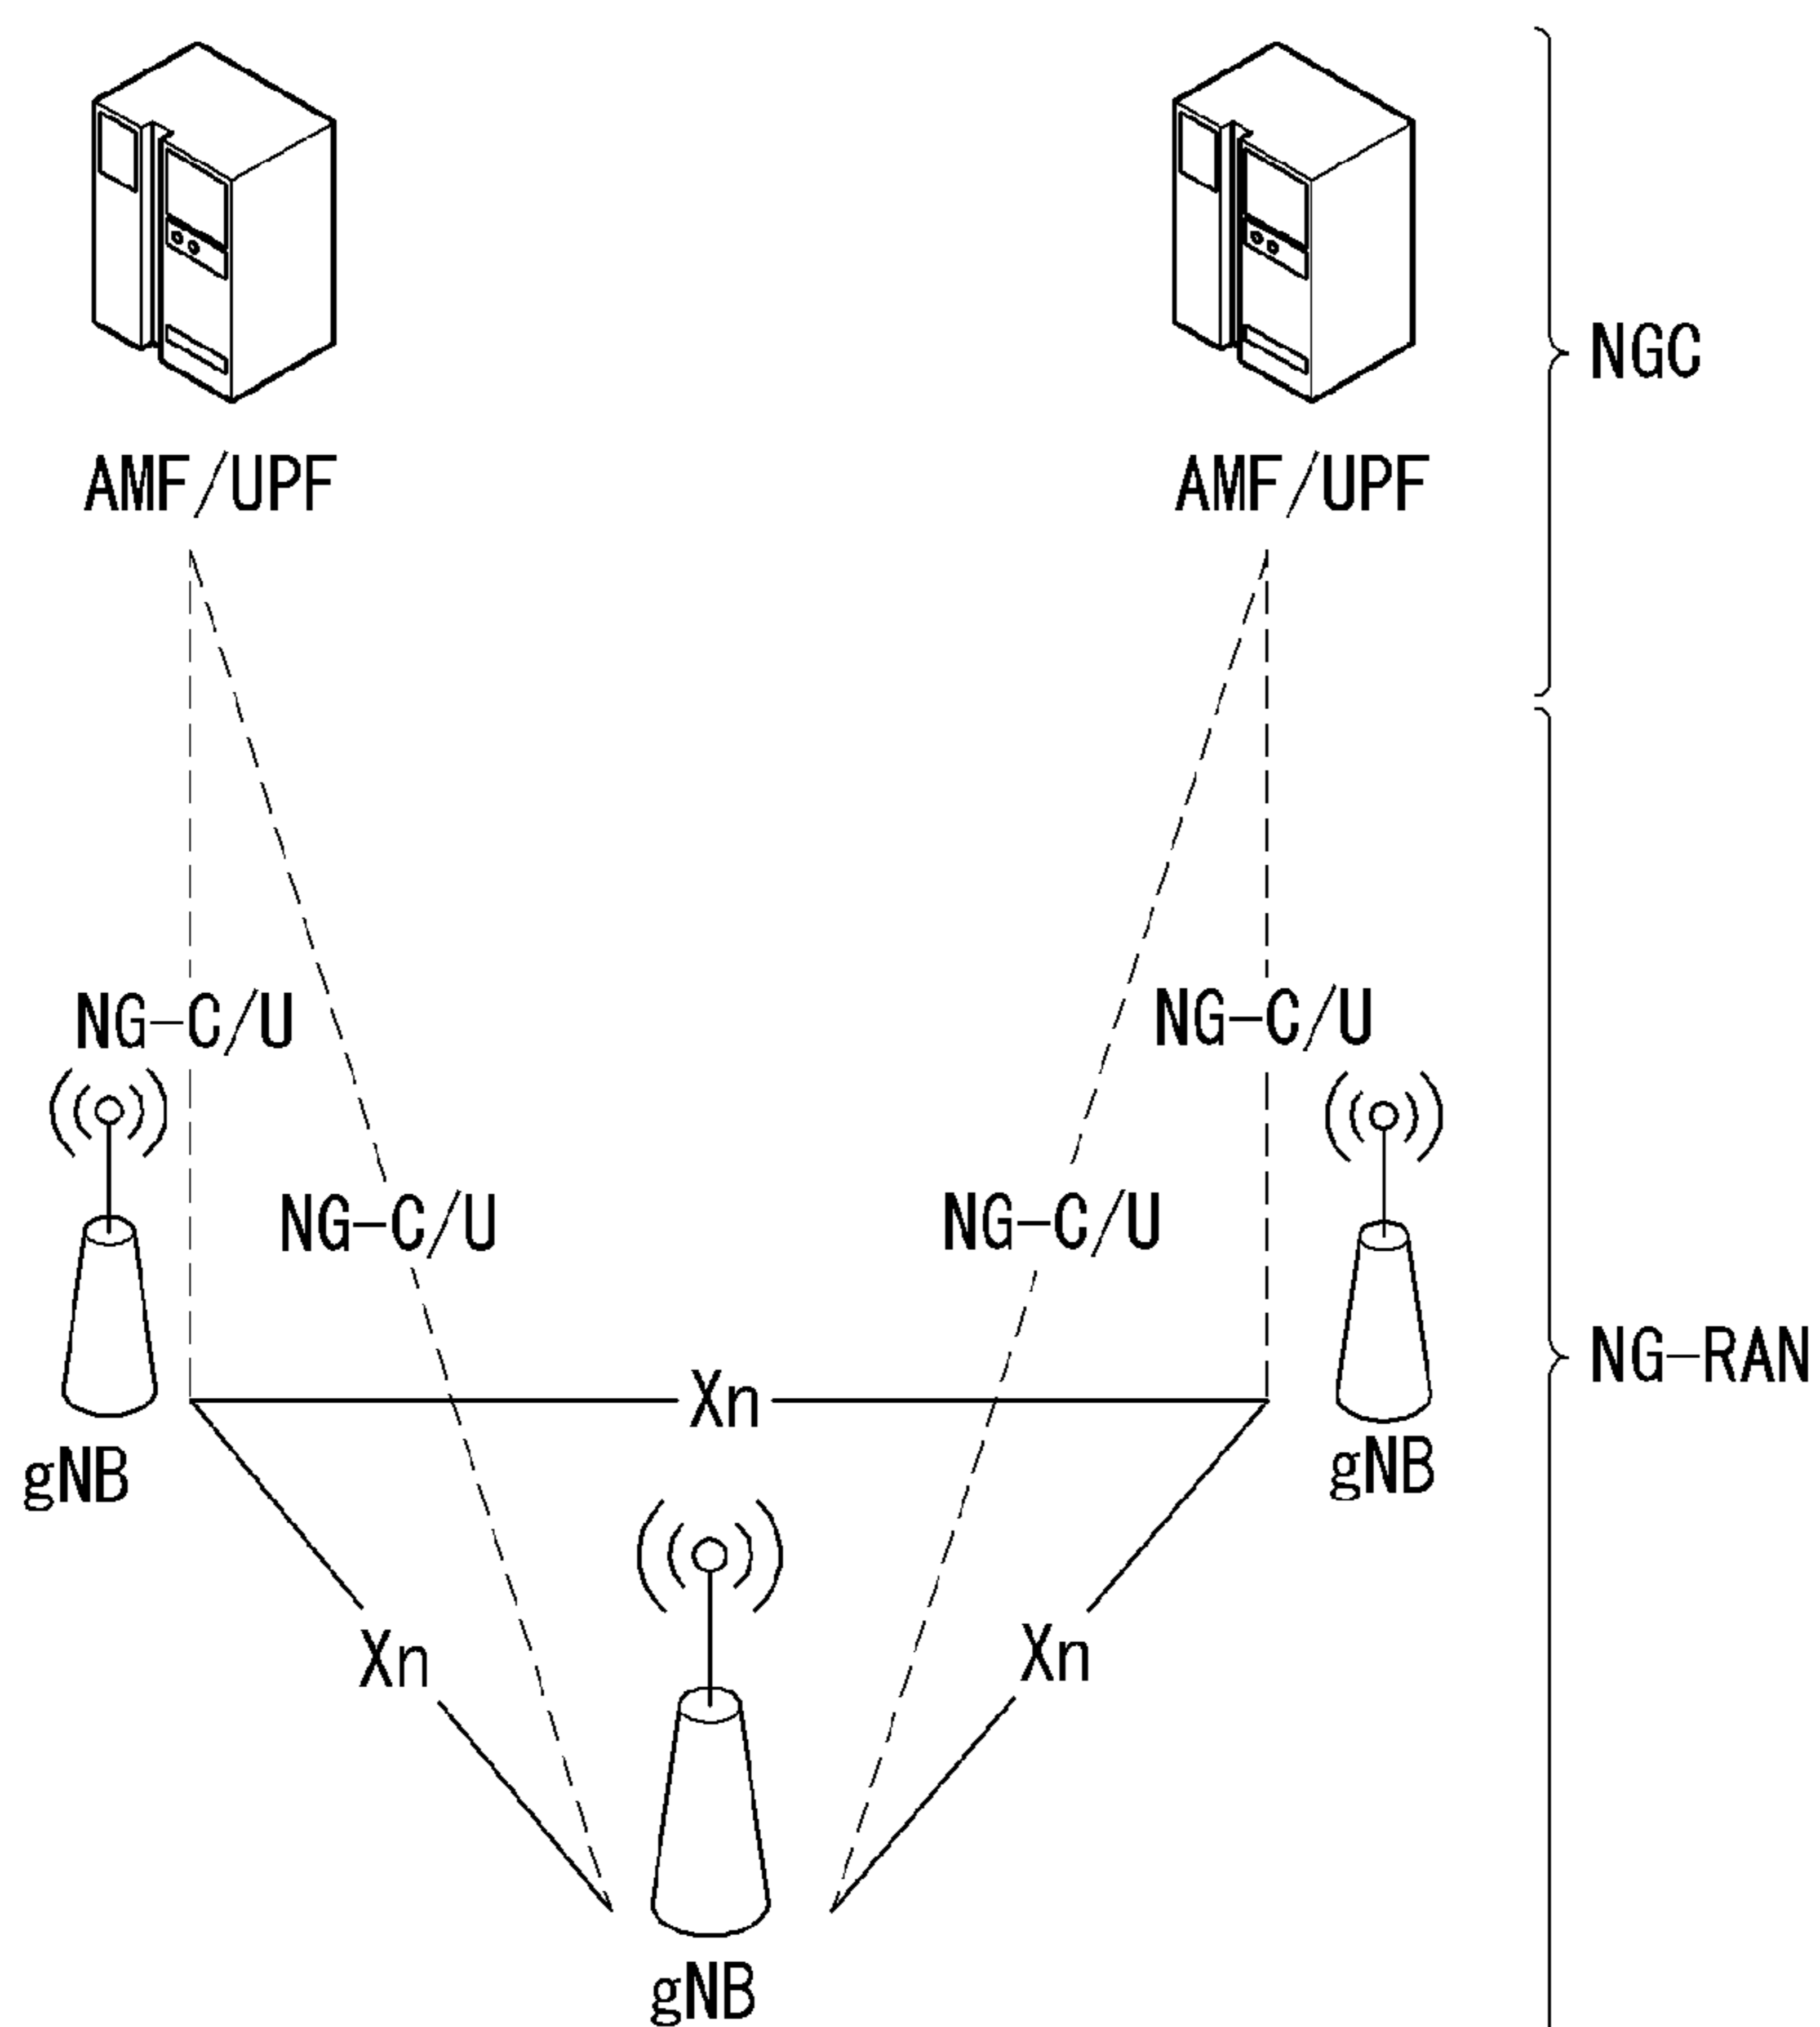 NGC
AMF/UPF AMF/UPF
NG-C/U NG-C/U
NG-C/U NG-C/U
NG-RAN
Xn
gNB gNB
Xn Xn
gNB